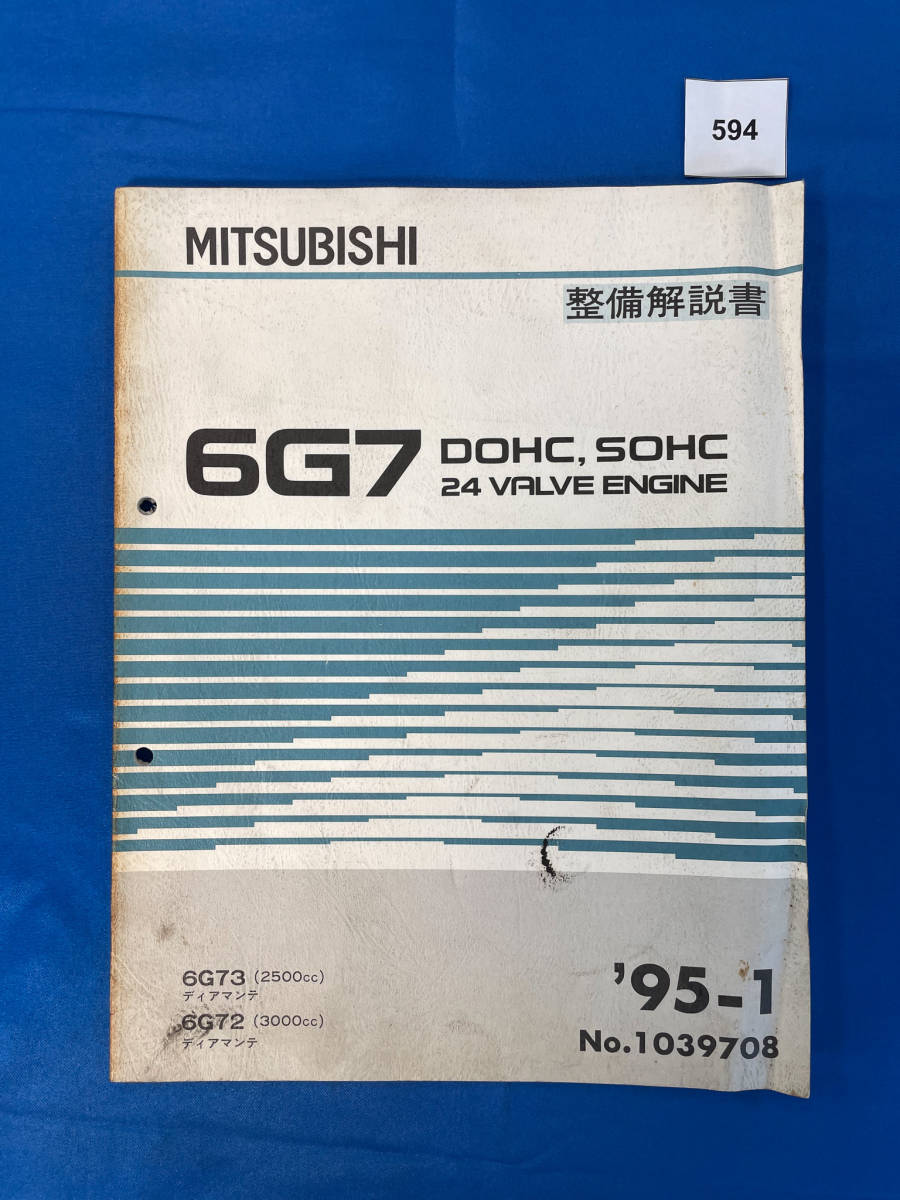 594
MITSUBISHI
整備解説書
6G7 DOHC, SOHC
24 VALVE ENGINE
6G73 (2500cc)
ディアマンテ
6G72 (3000cc)
ディアマンテ
'95-1
No.1039708